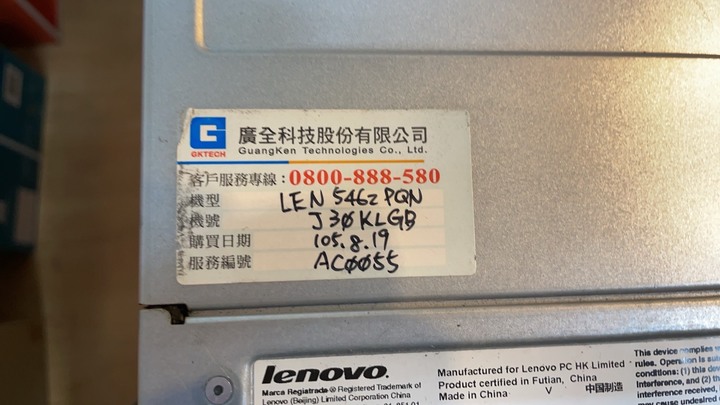 GKTECH
廣全科技股份有限公司
GuangKen Technologies Co., Ltd.
客戶服務專線:0800-888-580
機型 LEN 5462 PQN
機號 J30KLGB
購買日期 105.8.19
服務編號 AC0055
lenovo.
Marca Registrada ® Registered Trademark of
Lenovo (Beijing) Limited Corporation China
Manufactured for Lenovo PC HK Limited
Product certified in Futian, China
Made in China V 中国制造
This device complies
rules. Operation is
conditions: (1) this
Interference, and (2)
interference received,
may cause undesired